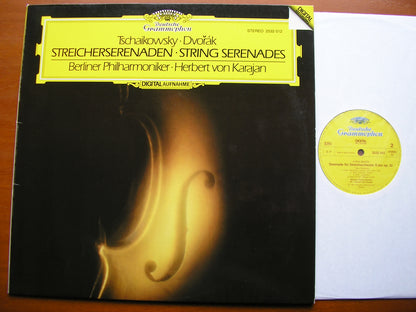 Deutsche
Grammophon
STEREO 2532 012
DIGITAL
Tschaikowsky · Dvořák
STREICHERSERENADEN · STRING SERENADES
Berliner Philharmoniker · Herbert von Karajan
DIGITAL AUFNAHME
Deutsche
Grammophon
DIGITAL
2